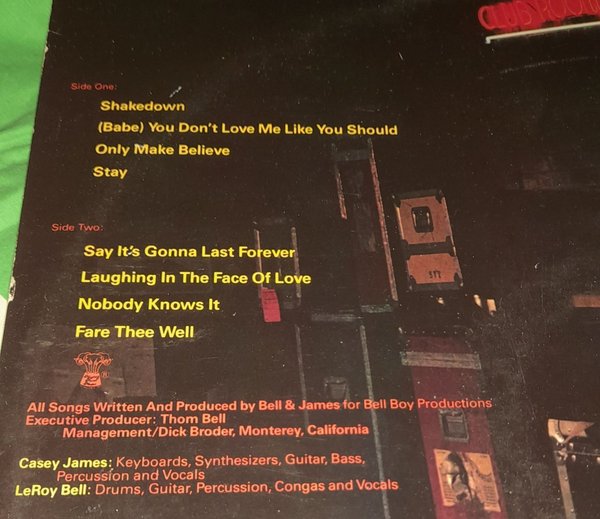 Side One:
Shakedown
(Babe) You Don't Love Me Like You Should
Only Make Believe
Stay
Side Two:
Say It's Gonna Last Forever
Laughing In The Face Of Love
Nobody Knows It
Fare Thee Well
All Songs Written And Produced by Bell & James for Bell Boy Productions
Executive Producer: Thom Bell
Management/Dick Broder, Monterey, California
Casey James: Keyboards, Synthesizers, Guitar, Bass,
Percussion and Vocals
LeRoy Bell: Drums, Guitar, Percussion, Congas and Vocals